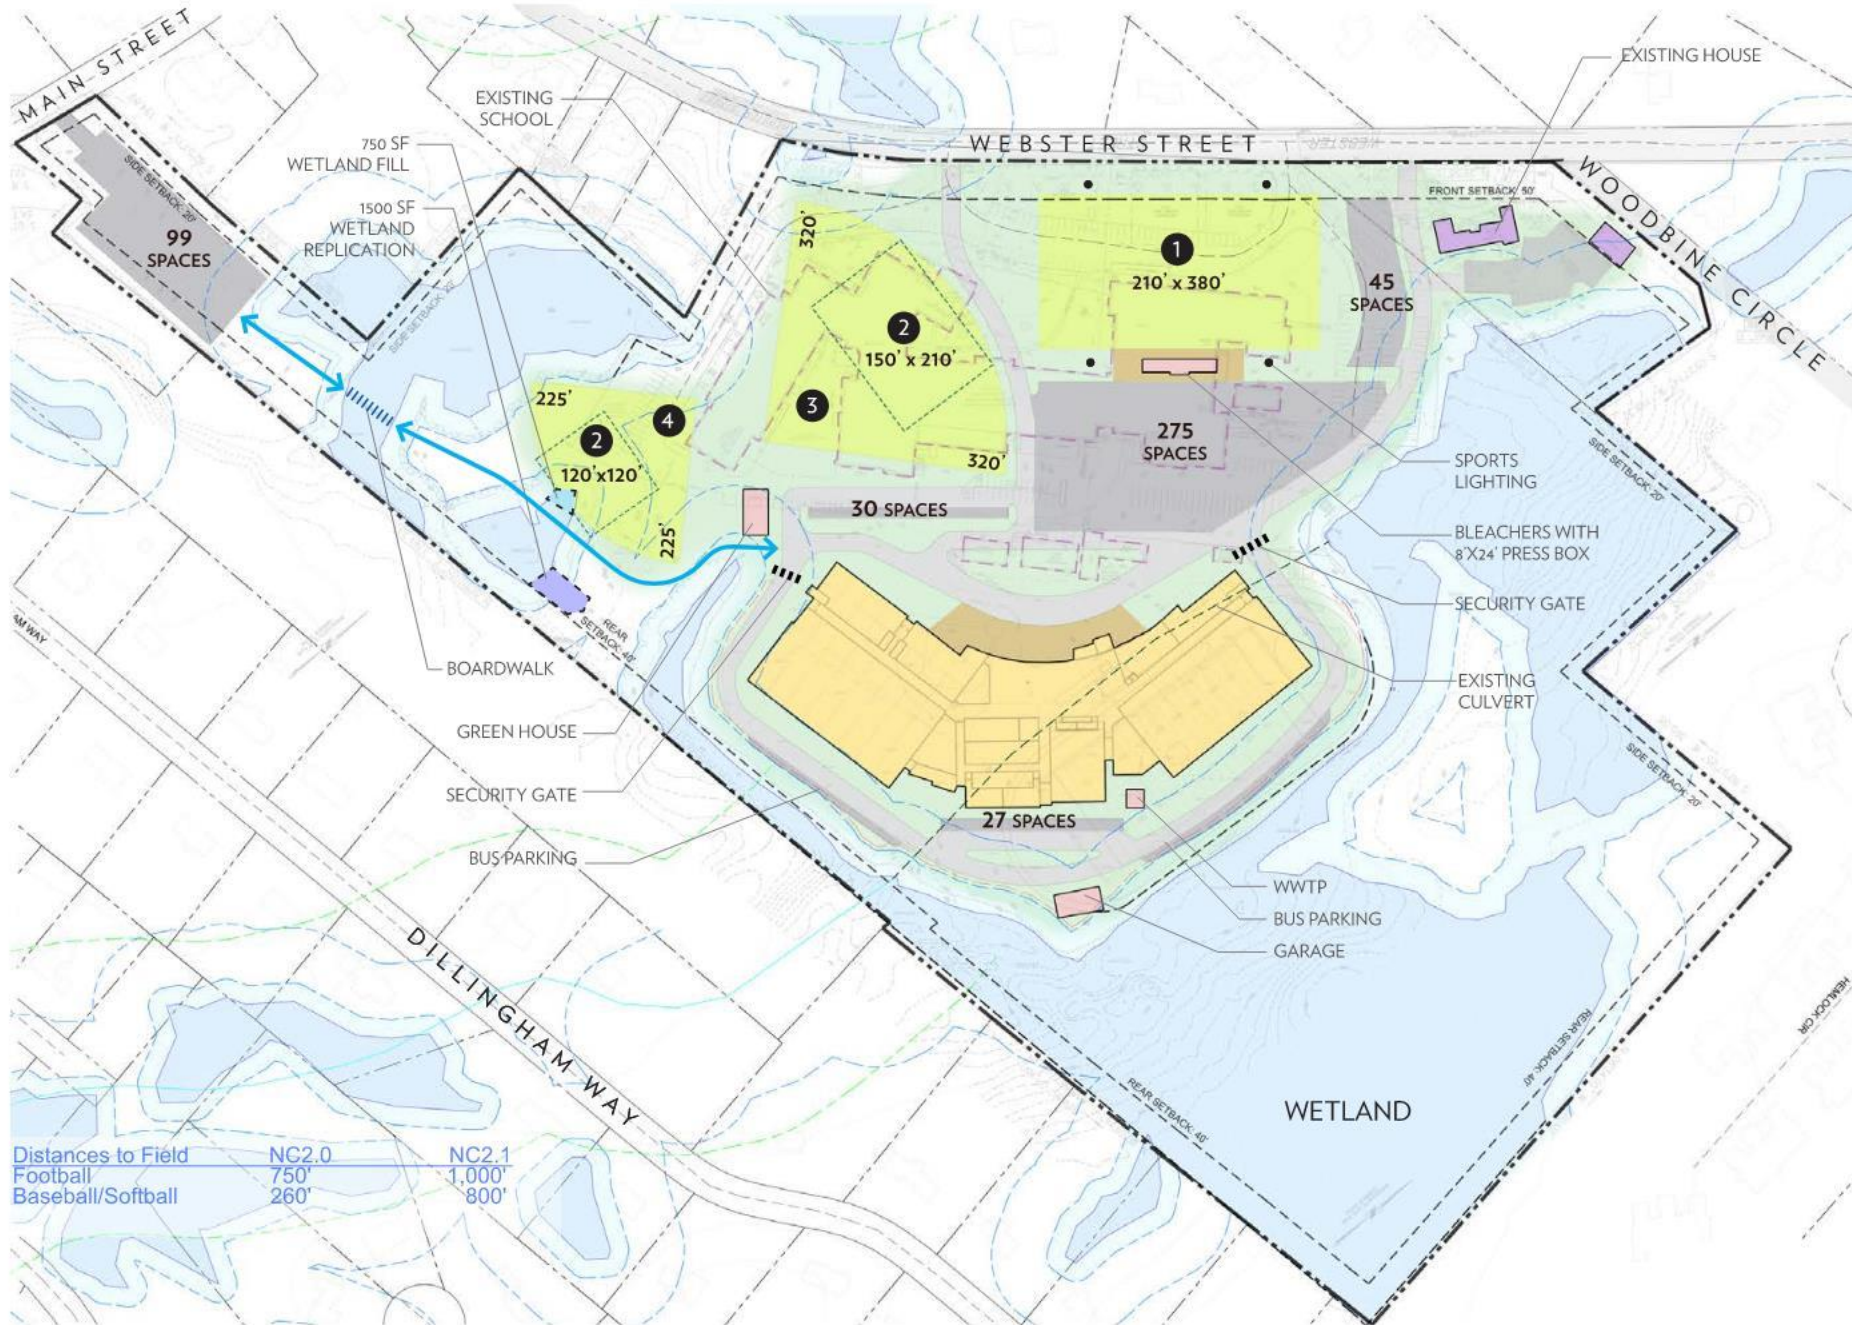 MAIN STREET
EXISTING
SCHOOL
750 SF
WETLAND FILL
1500 SF
WETLAND
REPLICATION
SIDE SETBACK: 20'
99
SPACES
WEBSTER STREET
EXISTING HOUSE
WOODBINE CIRCLE
FRONT SETBACK: 50'
320'
1
210' x 380'
45
SPACES
2
150' x 210'
3
320'
225'
4
2
120'x120'
225
275
SPACES
30 SPACES
SPORTS
LIGHTING
SIDE SETBACK: 20'
BLEACHERS WITH
8'X24' PRESS BOX
SECURITY GATE
REAR
SETBACK: 40'
BOARDWALK
EXISTING
CULVERT
GREEN HOUSE
SIDE SETBACK: 20'
SECURITY GATE
27 SPACES
BUS PARKING
WWTP
BUS PARKING
GARAGE
DILLINGHAM WAY
HEMLOCK CIR
REAR SETBACK: 40'
REAR SETBACK: 40'
WETLAND
Distances to Field NC2.0 NC2.1
Football 750' 1,000'
Baseball/Softball 260' 800'